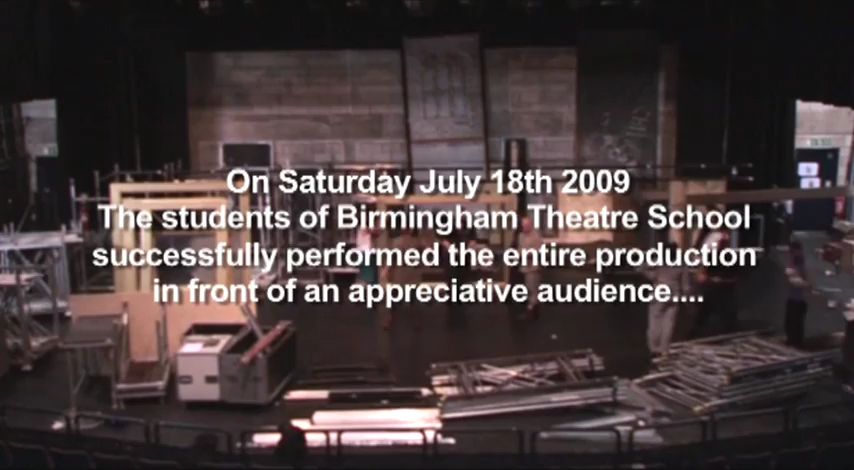 On Saturday July 18th 2009
The students of Birmingham Theatre School
successfully performed the entire production
in front of an appreciative audience....